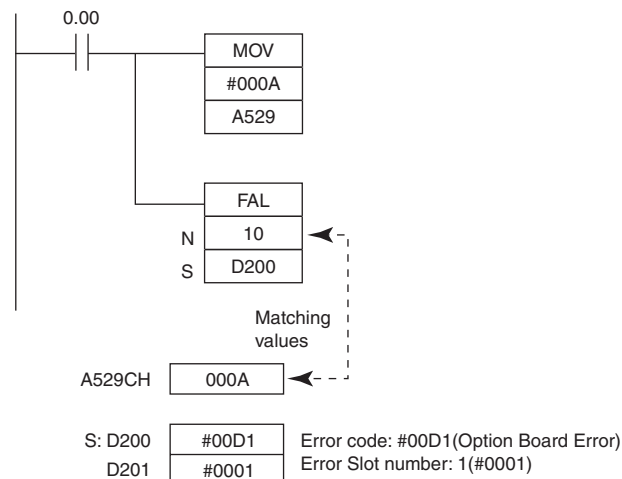 0.00
MOV
#000A
A529
FAL
N 10
S D200
Matching
values
A529CH 000A
S: D200 #00D1 Error code: #00D1(Option Board Error)
D201 #0001 Error Slot number: 1(#0001)